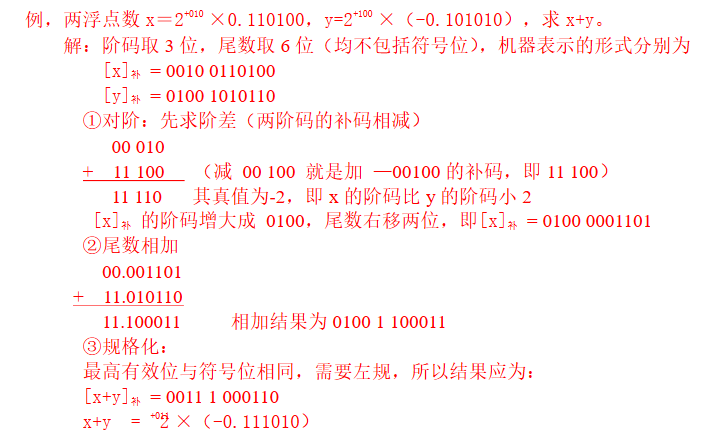 例，两浮点数 x＝2+010 ×0.110100，y=2+100 ×（-0.101010），求 x+y。
解：阶码取 3 位，尾数取 6 位（均不包括符号位），机器表示的形式分别为
[x]补 = 0010 0110100
[y]补 = 0100 1010110
①对阶：先求阶差（两阶码的补码相减）
00 010
+ 11 100 （减 00 100 就是加 —00100 的补码，即 11 100）
11 110 其真值为-2，即 x 的阶码比 y 的阶码小 2
[x]补 的阶码增大成 0100，尾数右移两位，即[x]补 = 0100 0001101
②尾数相加
00.001101
+ 11.010110
11.100011 相加结果为 0100 1 100011
③规格化：
最高有效位与符号位相同，需要左规，所以结果应为：
[x+y]补 = 0011 1 000110
x+y = 2+011 ×（-0.111010）